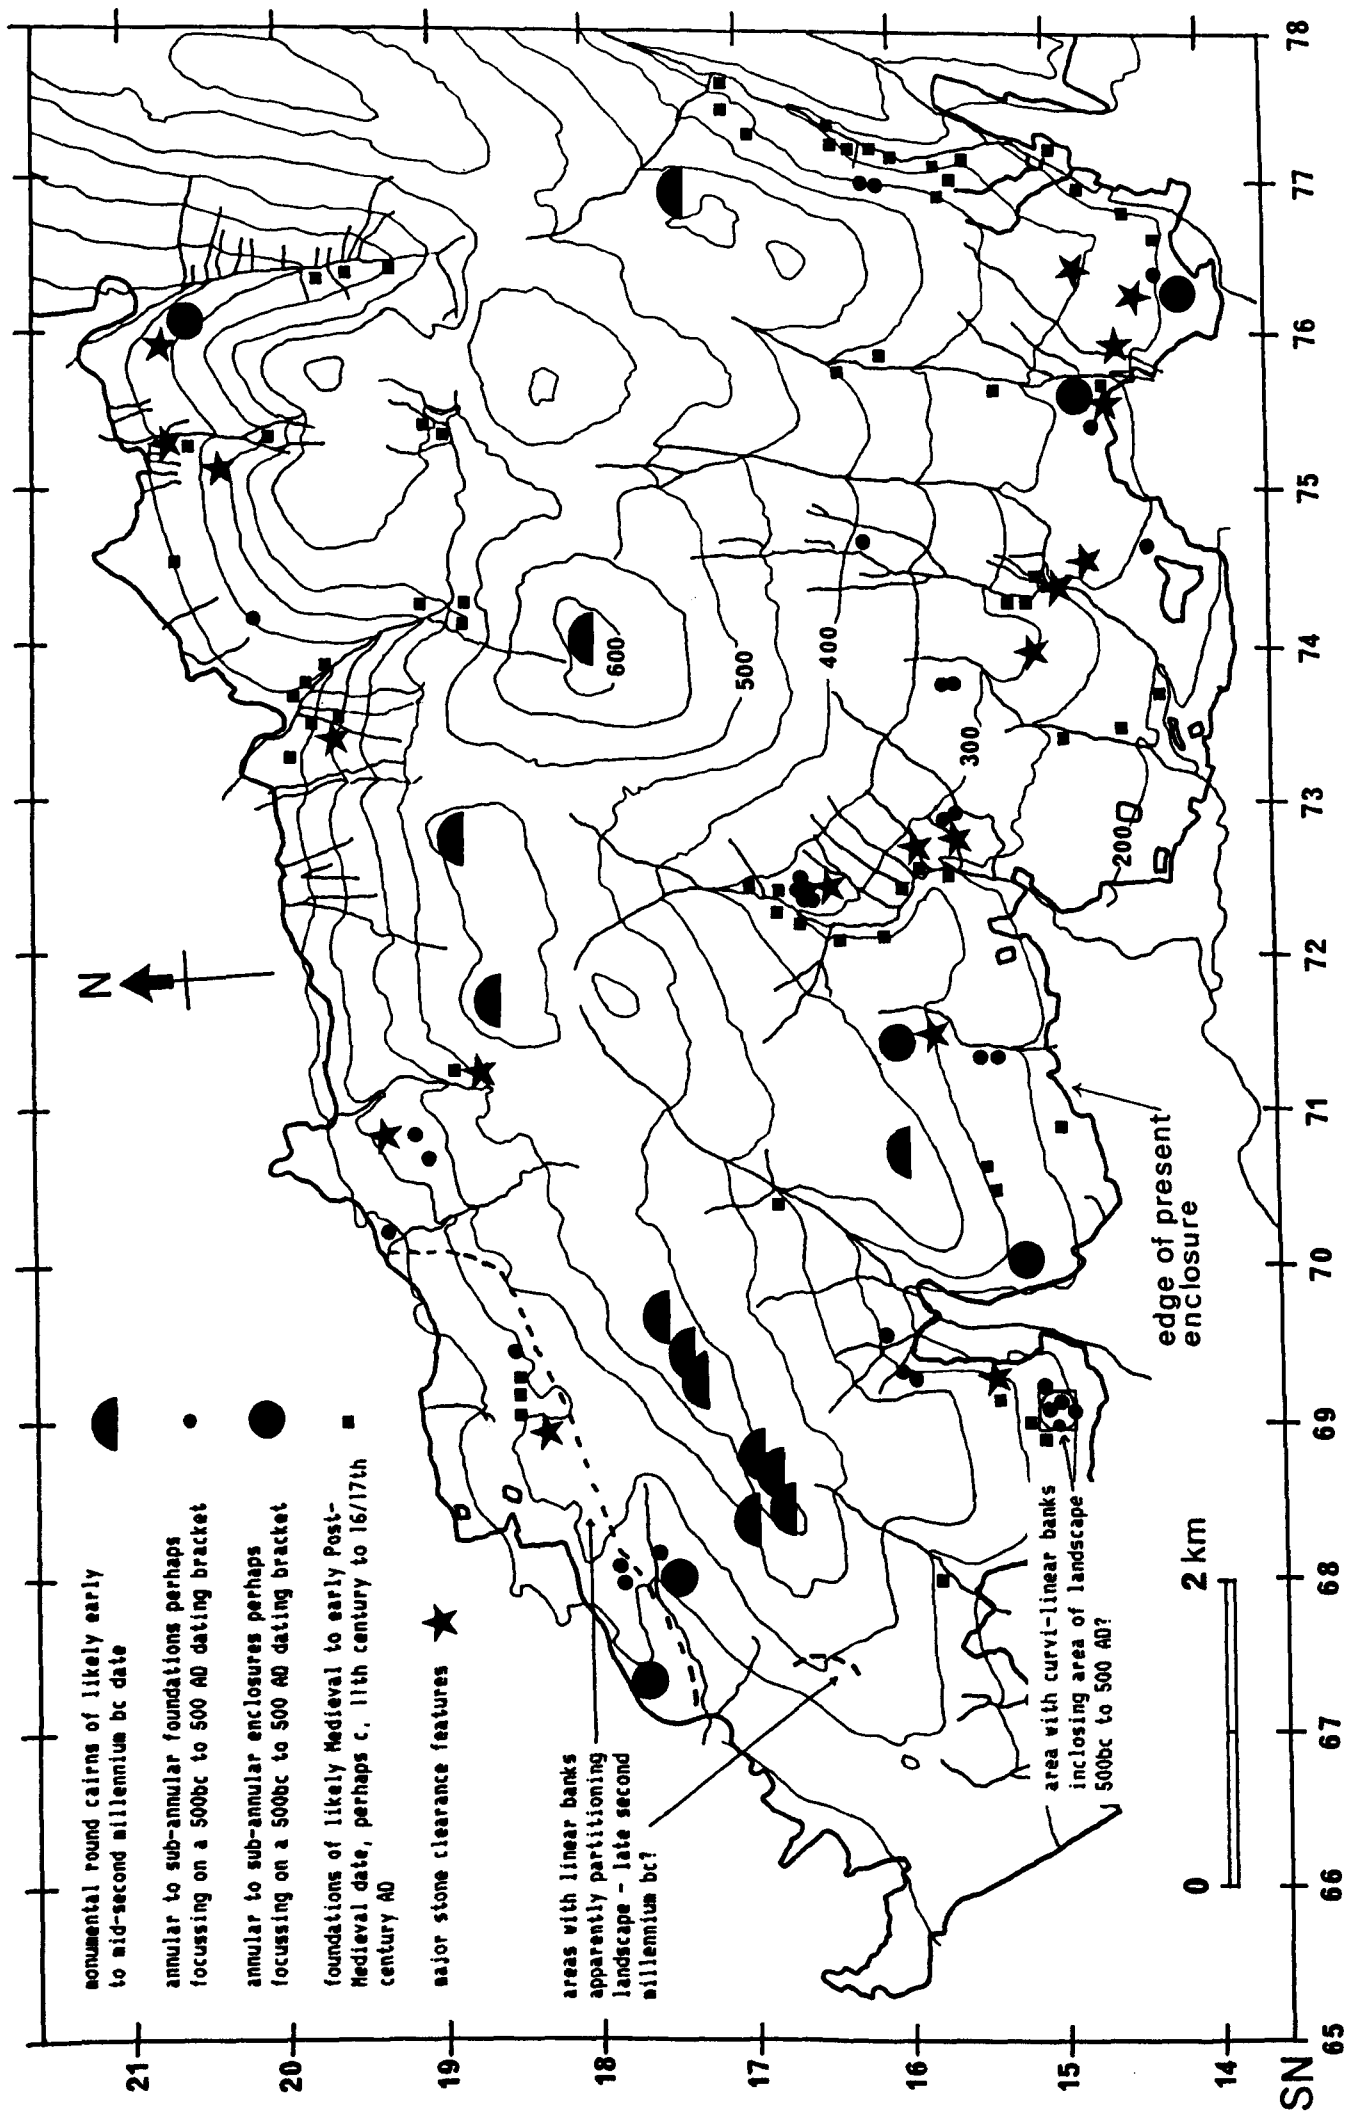 monumental round cairns of likely early
to mid-second millennium bc date
annular to sub-annular foundations perhaps
focussing on a 500bc to 500 AD dating bracket
annular to sub-annular enclosures perhaps
focussing on a 500bc to 500 AD dating bracket
foundations of likely Medieval to early Post-
Medieval date, perhaps c. 11th century to 16/17th
century AD
major stone clearance features
areas with linear banks
apparently partitioning
landscape - late second
millennium bc?
N
600
500
400
300
200
edge of present
enclosure
area with curvi-linear banks
inclosing area of landscape
500bc to 500 AD?
0 2 km
21
20
19
18
17
16
15
14
SN
65 66 67 68 69 70 71 72 73 74 75 76 77 78